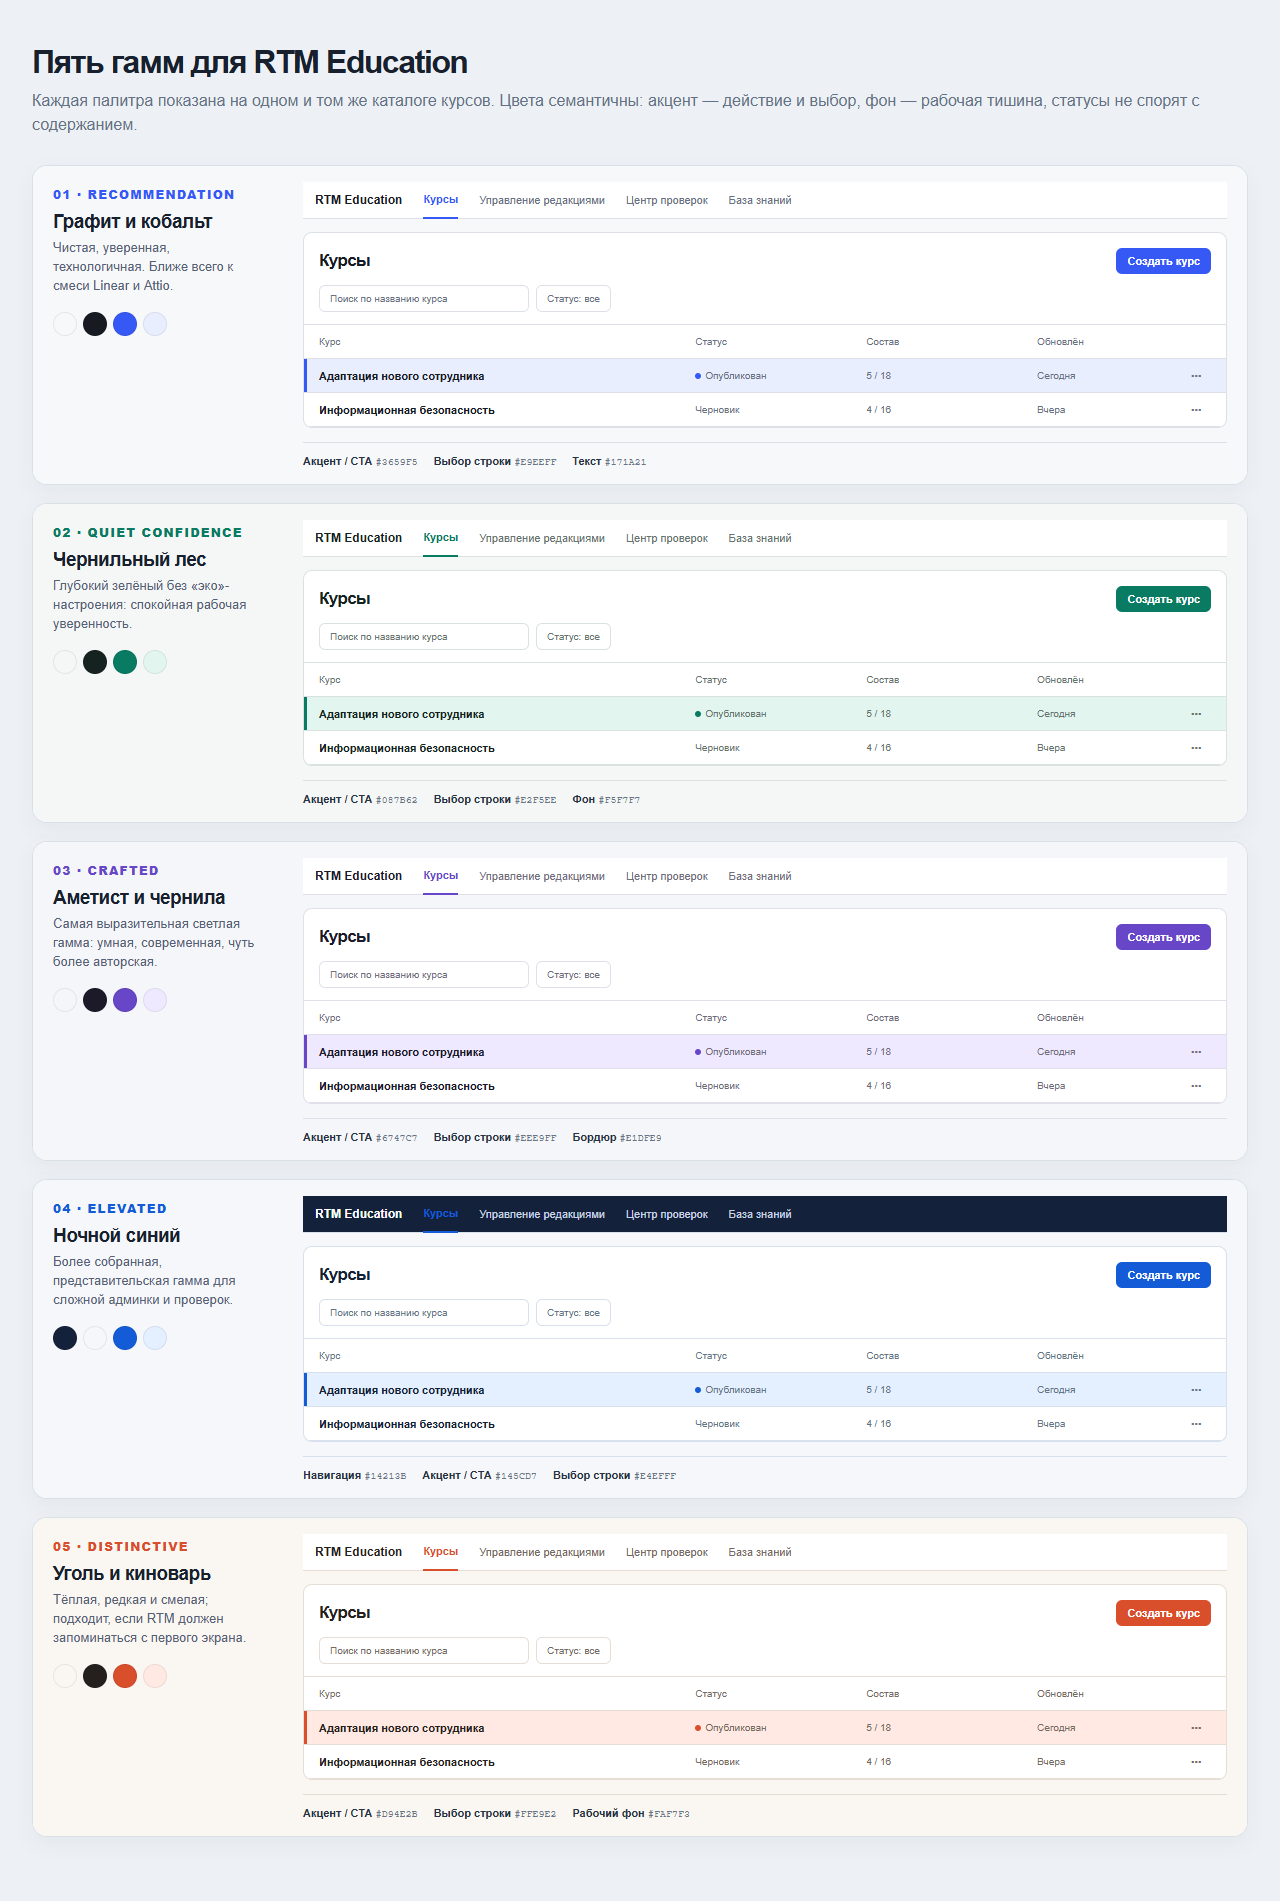 Пять гамм для RTM Education
Каждая палитра показана на одном и том же каталоге курсов. Цвета семантичны: акцент — действие и выбор, фон — рабочая тишина, статусы не спорят с
содержанием.
01 · RECOMMENDATION
Графит и кобальт
Чистая, уверенная,
технологичная. Ближе всего к
смеси Linear и Attio.
RTM Education Курсы Управление редакциями Центр проверок База знаний
Курсы Создать курс
Поиск по названию курса Статус: все
Курс Статус Состав Обновлён
Адаптация нового сотрудника Опубликован 5 / 18 Сегодня ···
Информационная безопасность Черновик 4 / 16 Вчера ···
Акцент / CTA #3659F5 Выбор строки #E9EEFF Текст #171A21
02 · QUIET CONFIDENCE
Чернильный лес
Глубокий зелёный без «эко»-
настроения: спокойная рабочая
уверенность.
RTM Education Курсы Управление редакциями Центр проверок База знаний
Курсы Создать курс
Поиск по названию курса Статус: все
Курс Статус Состав Обновлён
Адаптация нового сотрудника Опубликован 5 / 18 Сегодня ···
Информационная безопасность Черновик 4 / 16 Вчера ···
Акцент / CTA #087B62 Выбор строки #E2F5EE Фон #F5F7F7
03 · CRAFTED
Аметист и чернила
Самая выразительная светлая
гамма: умная, современная, чуть
более авторская.
RTM Education Курсы Управление редакциями Центр проверок База знаний
Курсы Создать курс
Поиск по названию курса Статус: все
Курс Статус Состав Обновлён
Адаптация нового сотрудника Опубликован 5 / 18 Сегодня ···
Информационная безопасность Черновик 4 / 16 Вчера ···
Акцент / CTA #6747C7 Выбор строки #EEE9FF Бордюр #E1DFE9
04 · ELEVATED
Ночной синий
Более собранная,
представительская гамма для
сложной админки и проверок.
RTM Education Курсы Управление редакциями Центр проверок База знаний
Курсы Создать курс
Поиск по названию курса Статус: все
Курс Статус Состав Обновлён
Адаптация нового сотрудника Опубликован 5 / 18 Сегодня ···
Информационная безопасность Черновик 4 / 16 Вчера ···
Навигация #14213B Акцент / CTA #145CD7 Выбор строки #E4EFFF
05 · DISTINCTIVE
Уголь и киноварь
Тёплая, редкая и смелая;
подходит, если RTM должен
запоминаться с первого экрана.
RTM Education Курсы Управление редакциями Центр проверок База знаний
Курсы Создать курс
Поиск по названию курса Статус: все
Курс Статус Состав Обновлён
Адаптация нового сотрудника Опубликован 5 / 18 Сегодня ···
Информационная безопасность Черновик 4 / 16 Вчера ···
Акцент / CTA #D94E2B Выбор строки #FFE9E2 Рабочий фон #FAF7F3